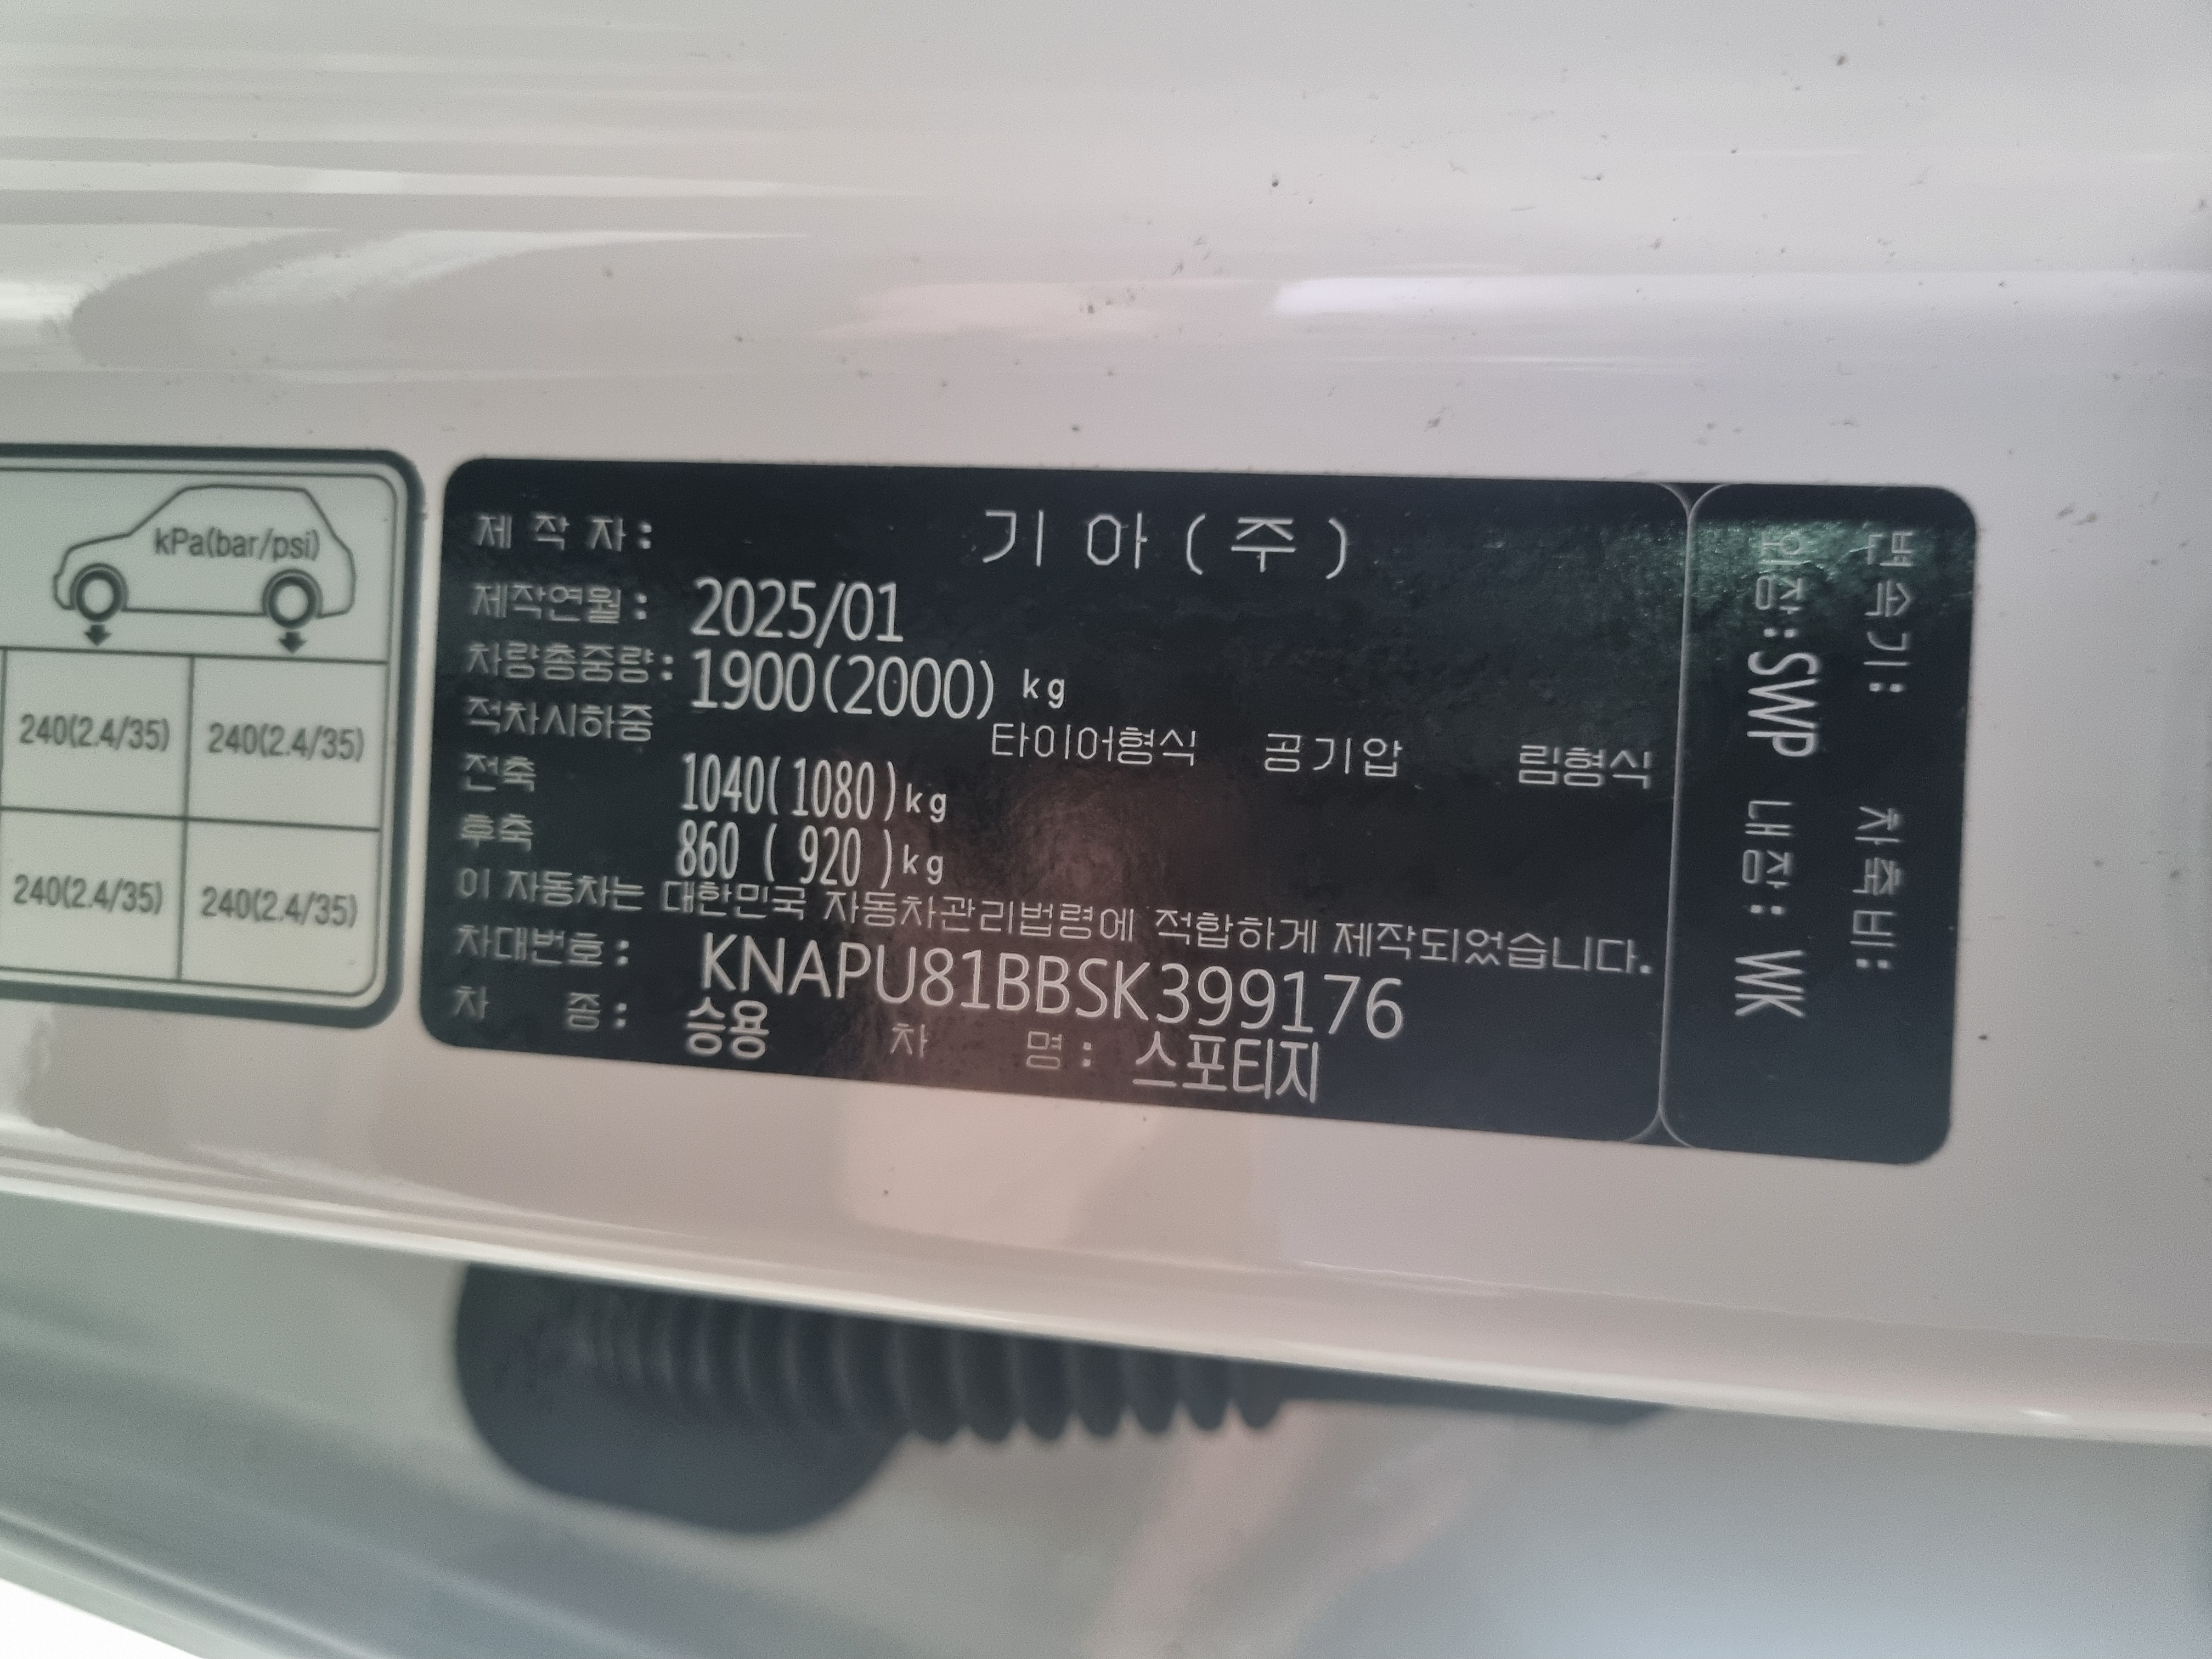 kPa(bar/psi)
240(2.4/35) 240(2.4/35)
240(2.4/35) 240(2.4/35)
제 작 자: 기 아 ( 주 )
제작연월: 2025/01
차량총중량: 1900(2000) kg
적차시하중 타이어형식 공기압 림형식
전축 1040( 1080 )kg
후축 860 ( 920 )kg
이 자동차는 대한민국 자동차관리법령에 적합하게 제작되었습니다.
차대번호: KNAPU81BBSK399176
차 종: 승용 차 명: 스포티지
변속기: 차축비:
외장:SWP 내장: WK